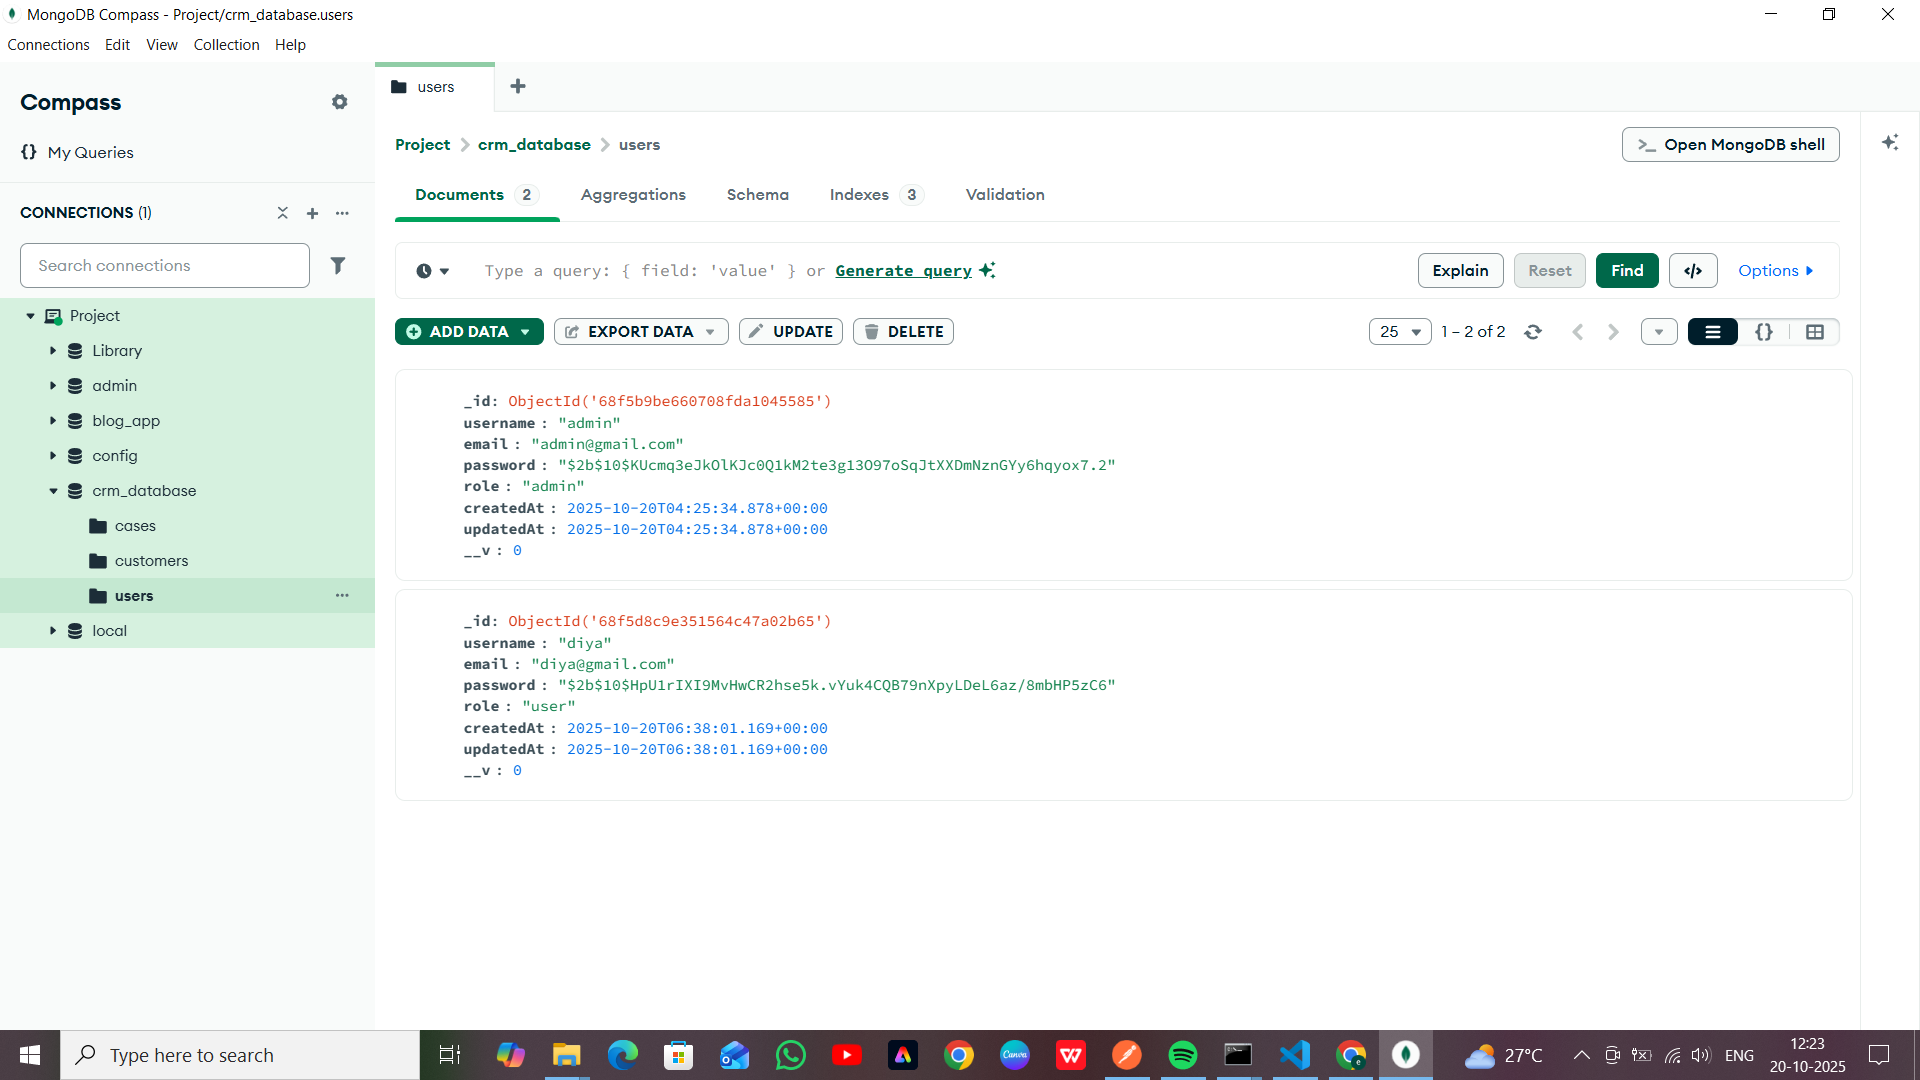 MongoDB Compass - Project/crm_database.users
Connections Edit View Collection Help
Compass
{} My Queries
CONNECTIONS (1)
Search connections
Project
Library
admin
blog_app
config
crm_database
cases
customers
users
local
users
Project > crm_database > users
>_ Open MongoDB shell
Documents 2 Aggregations Schema Indexes 3 Validation
Type a query: { field: 'value' } or Generate query
Explain Reset Find </> Options
ADD DATA EXPORT DATA UPDATE DELETE
25 1 – 2 of 2 {}
_id: ObjectId('68f5b9be660708fda1045585')
username : "admin"
email : "admin@gmail.com"
password : "$2b$10$KUcmq3eJkOlKJc0Q1kM2te3g13O97oSqJtXXDmNznGYy6hqyox7.2"
role : "admin"
createdAt : 2025-10-20T04:25:34.878+00:00
updatedAt : 2025-10-20T04:25:34.878+00:00
__v : 0
_id: ObjectId('68f5d8c9e351564c47a02b65')
username : "diya"
email : "diya@gmail.com"
password : "$2b$10$HpU1rIXI9MvHwCR2hse5k.vYuk4CQB79nXpyLDeL6az/8mbHP5zC6"
role : "user"
createdAt : 2025-10-20T06:38:01.169+00:00
updatedAt : 2025-10-20T06:38:01.169+00:00
__v : 0
Type here to search
Canva
27°C
ENG
12:23
20-10-2025